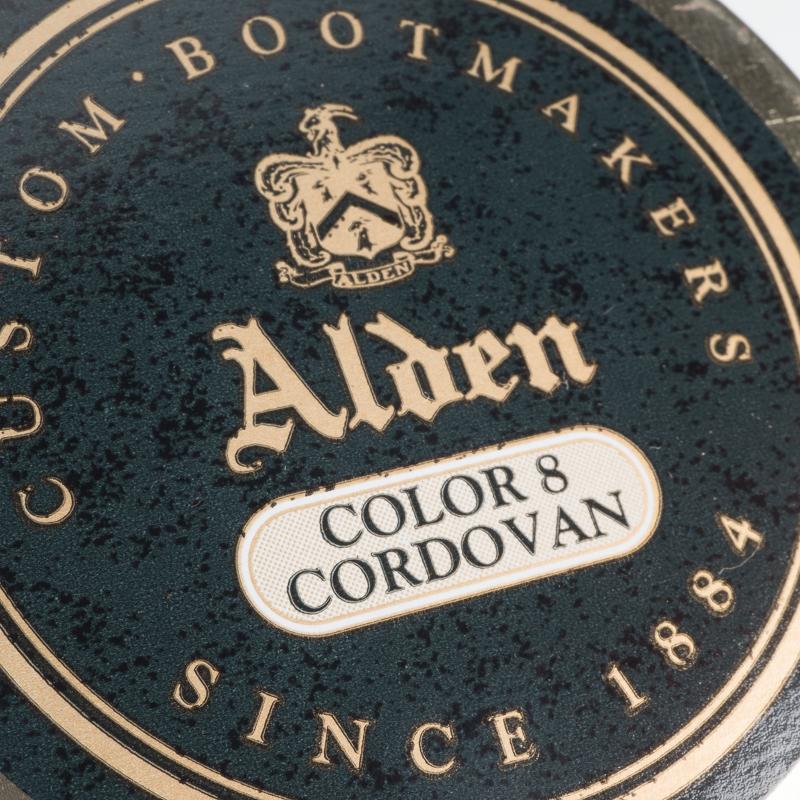 CUSTOM · BOOTMAKERS
ALDEN
Alden
COLOR 8
CORDOVAN
SINCE 1884